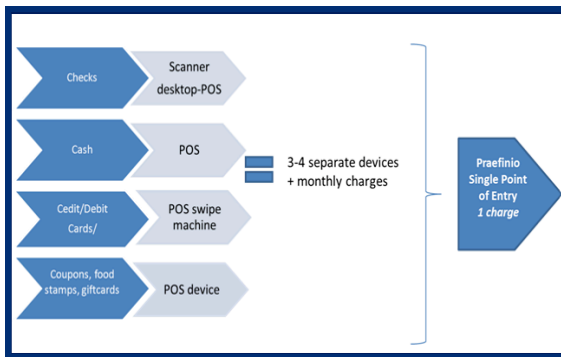 Checks
Scanner
desktop-POS
Cash
POS
Cedit/Debit
Cards/
POS swipe
machine
Coupons, food
stamps, giftcards
POS device
3-4 separate devices
+ monthly charges
Praefinio
Single Point
of Entry
1 charge